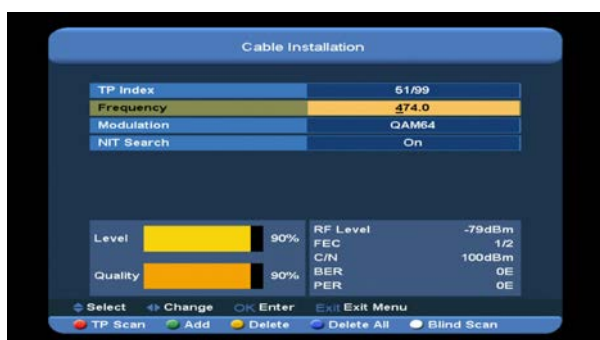 Cable Installation
TP Index 51/99
Frequency 474.0
Modulation QAM64
NIT Search On
Level 90%
Quality 90%
RF Level -79dBm
FEC 1/2
C/N 100dBm
BER 0E
PER 0E
Select Change OK Enter Exit Exit Menu
TP Scan Add Delete Delete All Blind Scan